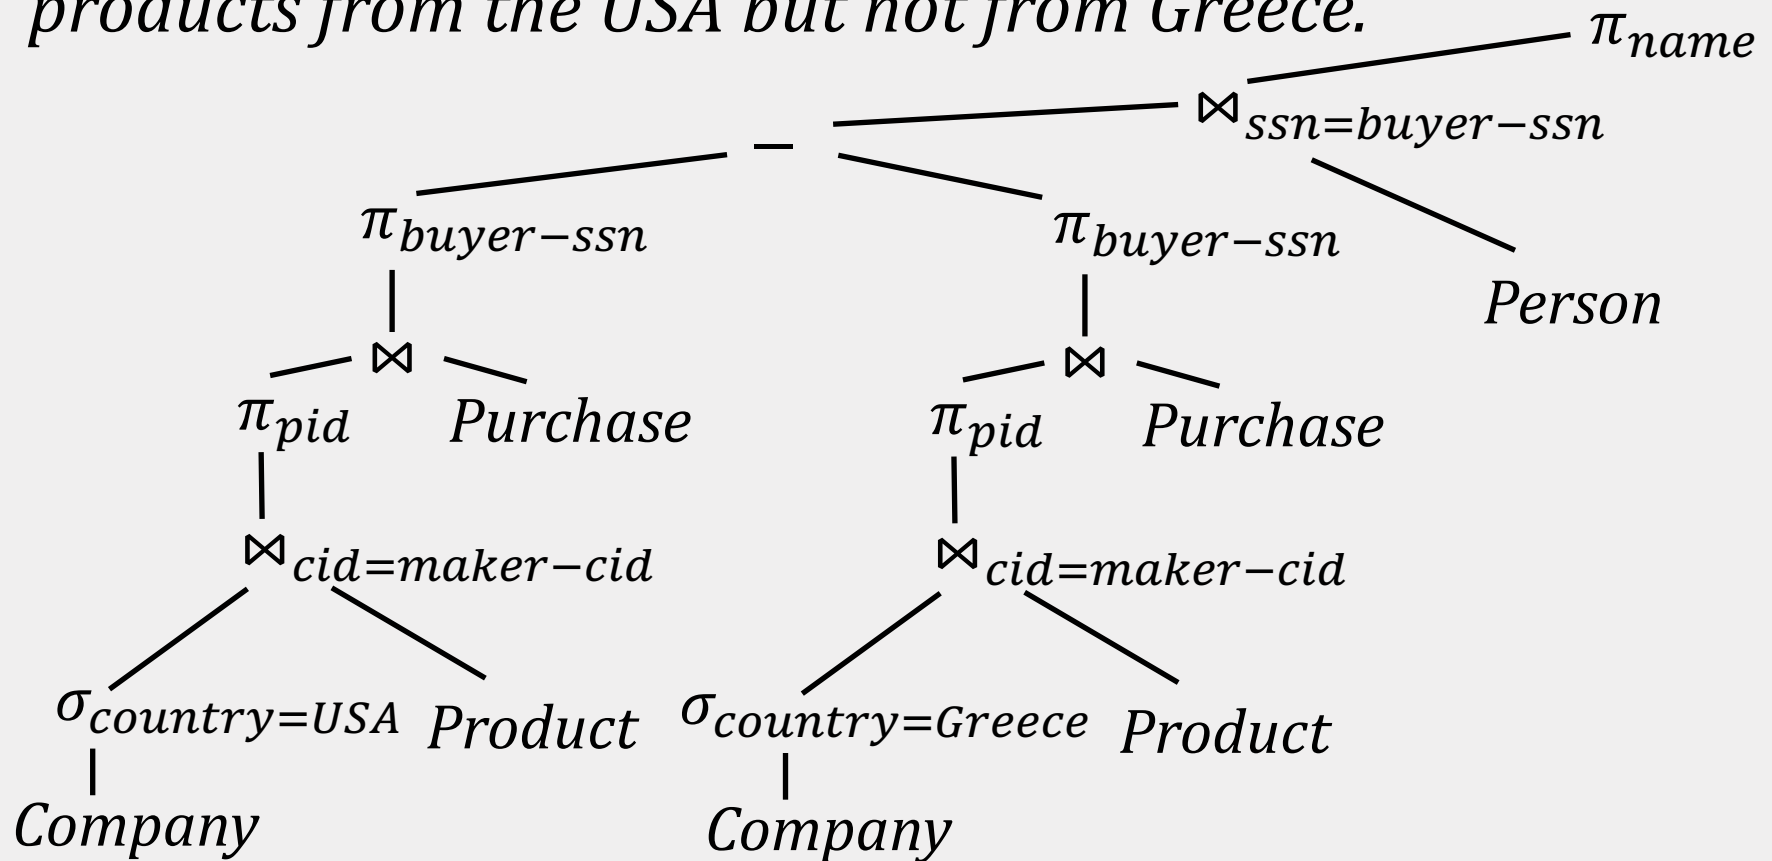 products from the USA but not from Greece.
π_name
⋈_ssn=buyer−ssn
−
π_buyer−ssn π_buyer−ssn
Person
⋈ ⋈
π_pid Purchase π_pid Purchase
⋈_cid=maker−cid ⋈_cid=maker−cid
σ_country=USA Product σ_country=Greece Product
Company Company